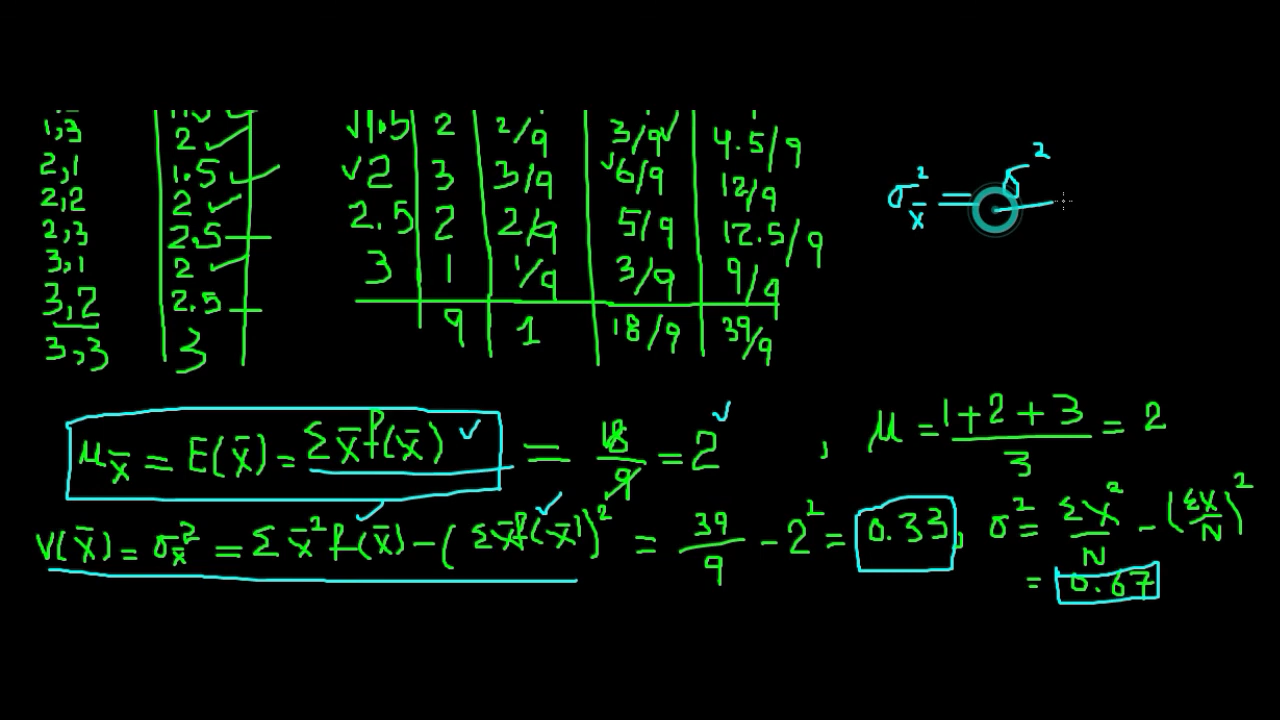 1,3 2 √1.5 2 2/9 3/9✓ 4.5/9
2,1 1.5 √2 3 3/9 √6/9 12/9
2,2 2 2.5 2 2/9 5/9 12.5/9
2,3 2.5 3 1 1/9 3/9 9/9
3,1 2
3,2 2.5 9 1 18/9 39/9
3,3 3
σ²x̄ = σ²
μx̄ = E(x̄) = Σx̄f(x̄) ✓ = 18/9 = 2 ✓ , μ = (1+2+3)/3 = 2
V(x̄) = σx̄² = Σx̄²f(x̄) - (Σx̄f(x̄))² = 39/9 - 2² = 0.33, σ² = ΣX²/N - (ΣX/N)²
= 0.67